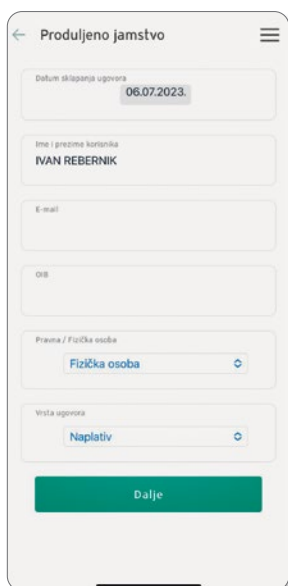 Produljeno jamstvo
Datum sklapanja ugovora
06.07.2023.
Ime i prezime korisnika
IVAN REBERNIK
E-mail
OIB
Pravna / Fizička osoba
Fizička osoba
Vrsta ugovora
Naplativ
Dalje